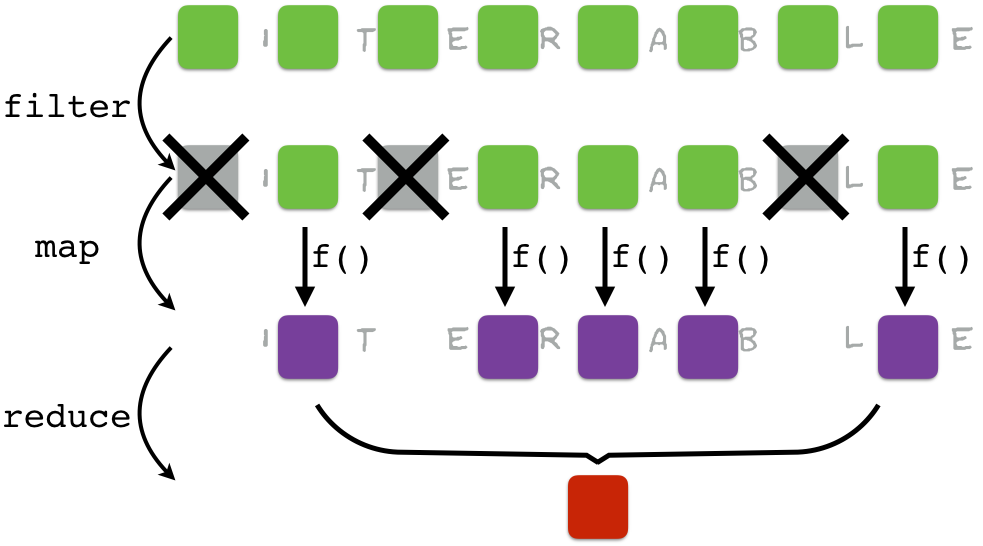 I T E R A B L E
filter
I T E R A B L E
map
f() f() f() f() f()
I T E R A B L E
reduce